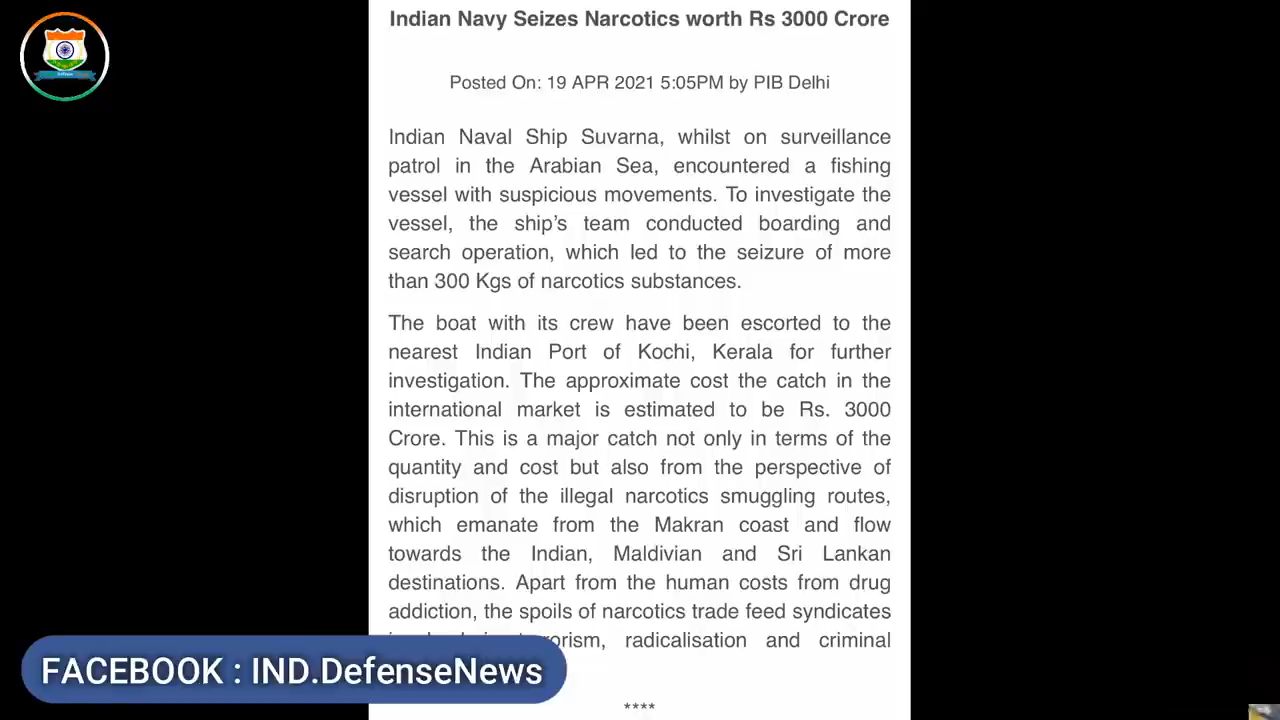 Indian Navy Seizes Narcotics worth Rs 3000 Crore
Posted On: 19 APR 2021 5:05PM by PIB Delhi
Indian Naval Ship Suvarna, whilst on surveillance
patrol in the Arabian Sea, encountered a fishing
vessel with suspicious movements. To investigate the
vessel, the ship’s team conducted boarding and
search operation, which led to the seizure of more
than 300 Kgs of narcotics substances.
The boat with its crew have been escorted to the
nearest Indian Port of Kochi, Kerala for further
investigation. The approximate cost the catch in the
international market is estimated to be Rs. 3000
Crore. This is a major catch not only in terms of the
quantity and cost but also from the perspective of
disruption of the illegal narcotics smuggling routes,
which emanate from the Makran coast and flow
towards the Indian, Maldivian and Sri Lankan
destinations. Apart from the human costs from drug
addiction, the spoils of narcotics trade feed syndicates
radicalisation and criminal
FACEBOOK : IND.DefenseNews
****